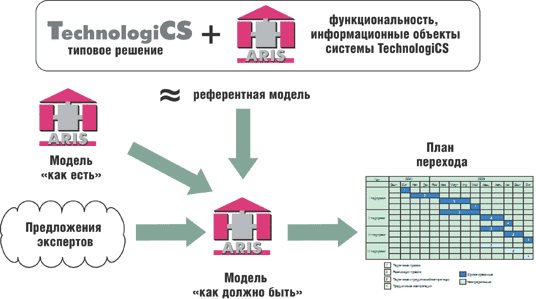 TechnologiCS
типовое решение
+
ARIS
функциональность,
информационные объекты
системы TechnologiCS
≈ референтная модель
ARIS
Модель
«как есть»
Предложения
экспертов
ARIS
Модель
«как должно быть»
План
перехода